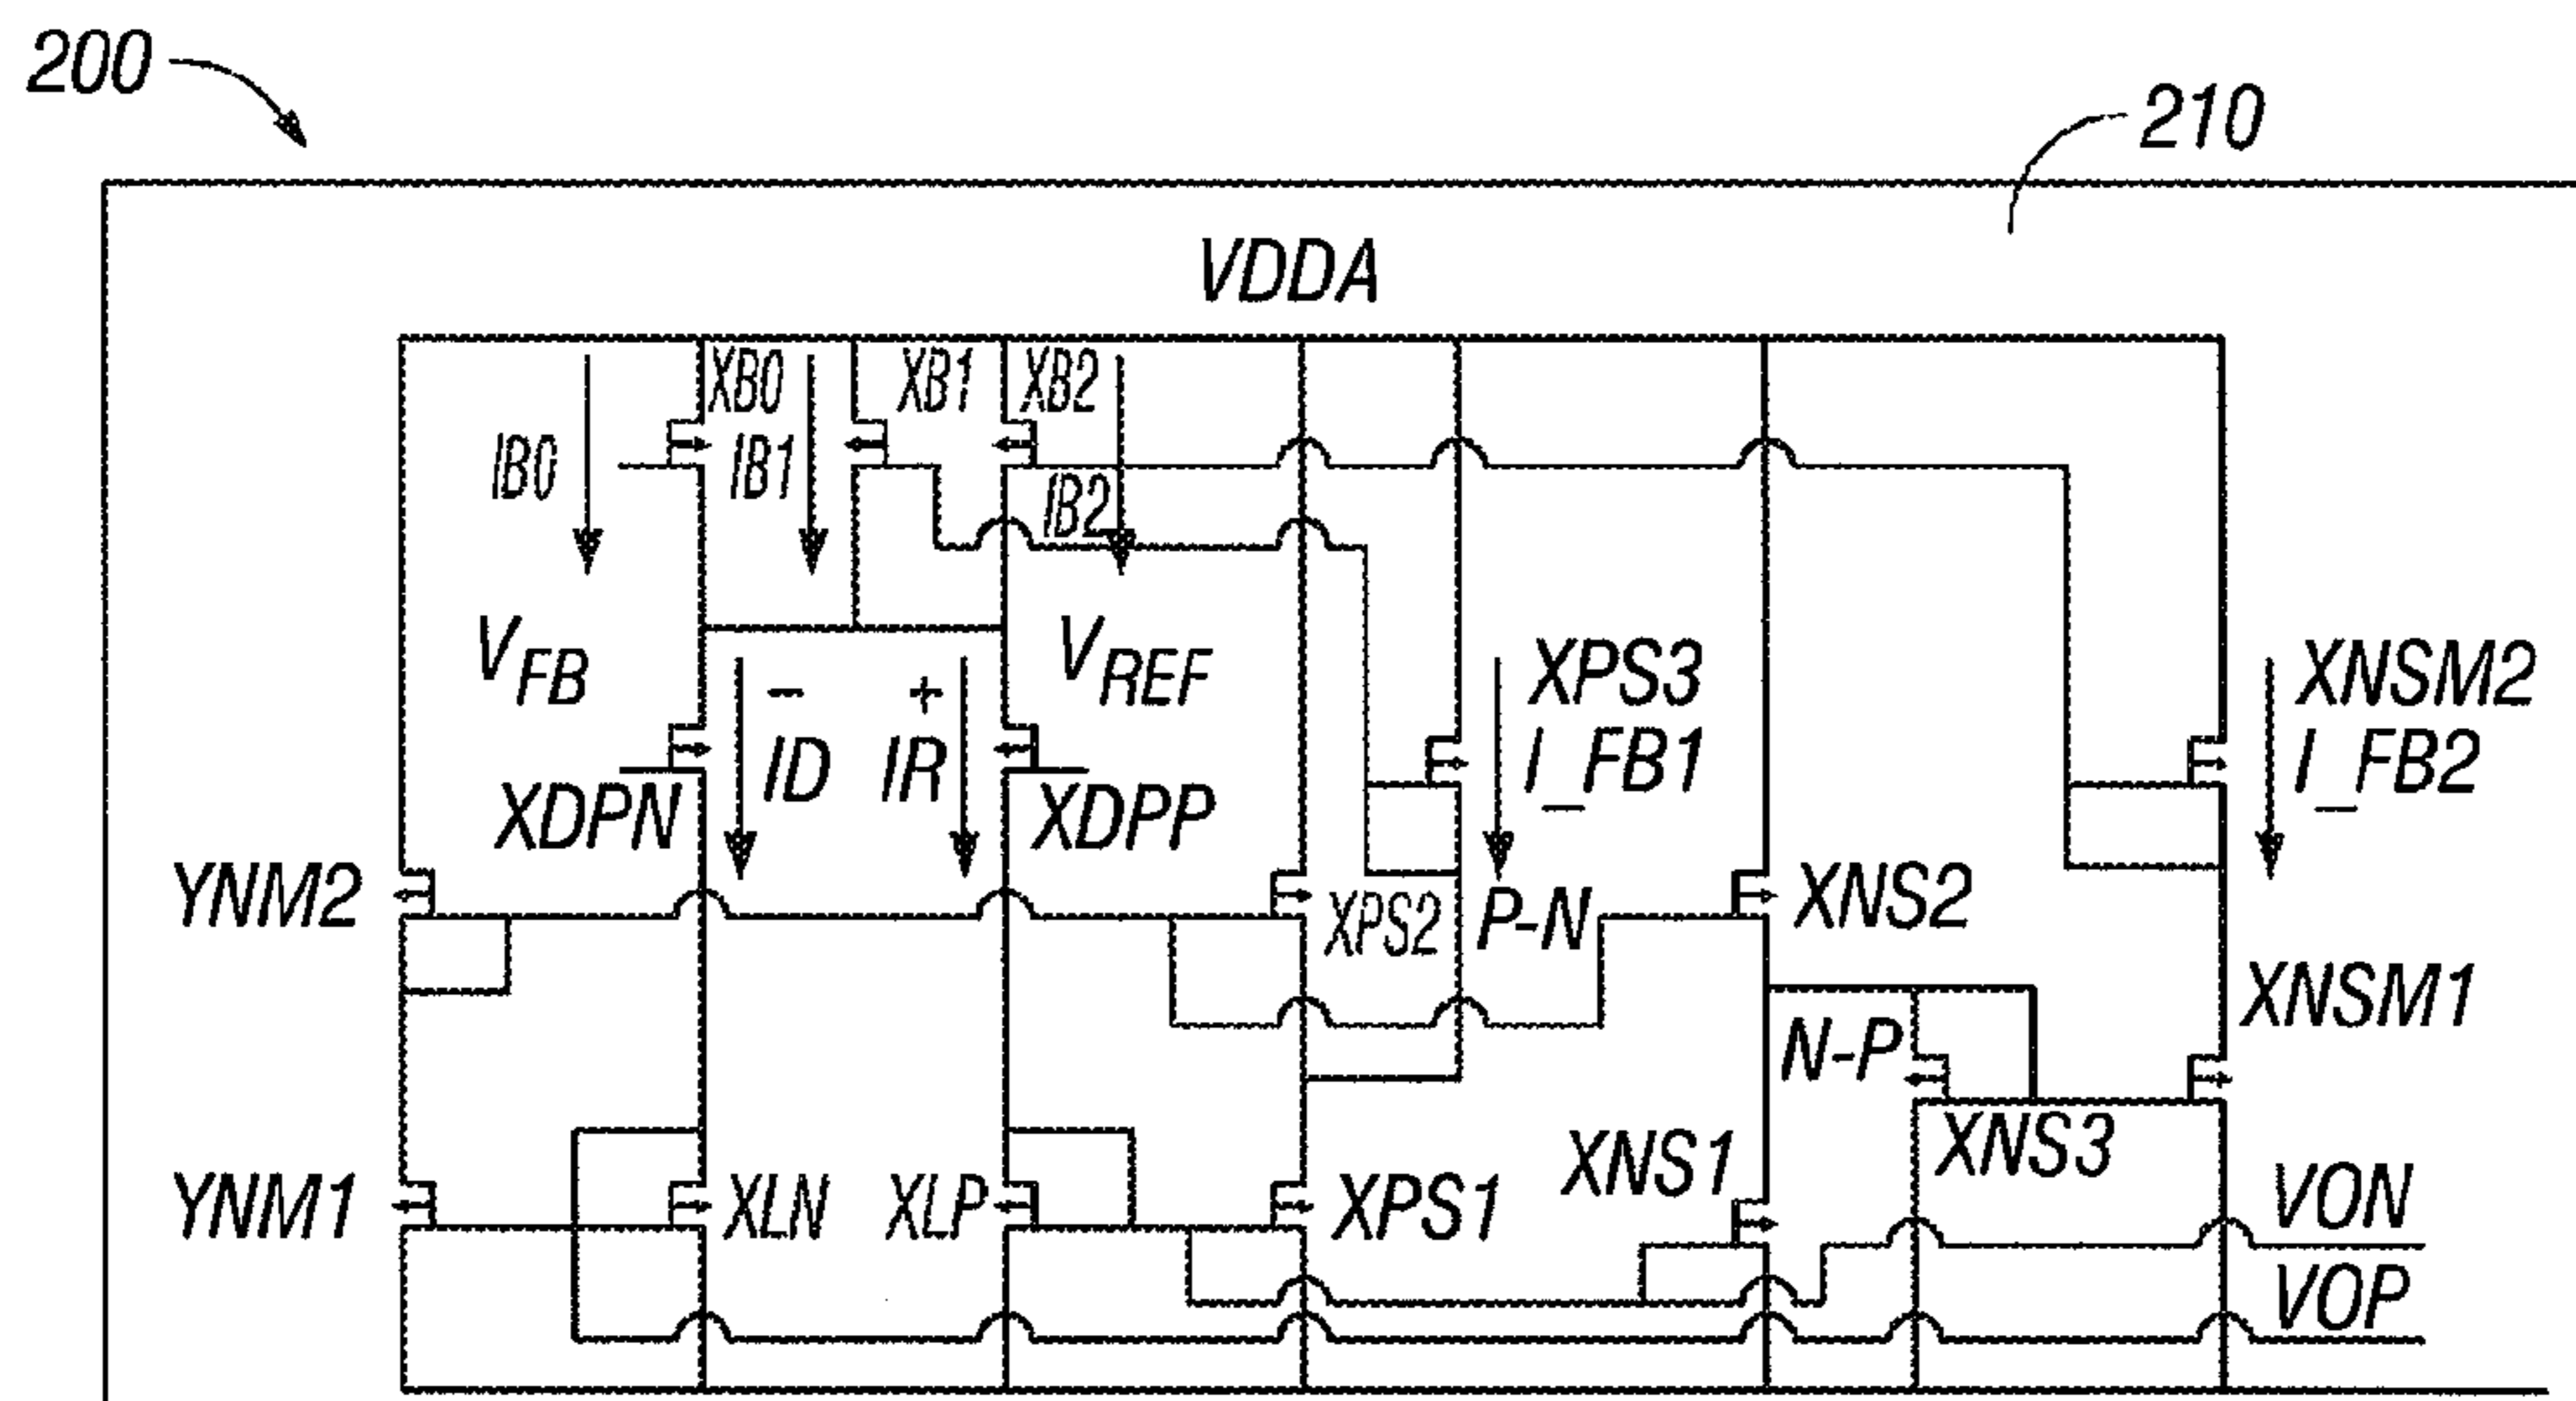 200
210
VDDA
XB0
XB1
XB2
IB0
IB1
IB2
VFB
VREF
-
+
ID
IR
XDPN
XDPP
XPS3
I_FB1
XNSM2
I_FB2
YNM2
XPS2
P-N
XNS2
XNSM1
N-P
XNS3
YNM1
XLN
XLP
XPS1
XNS1
VON
VOP